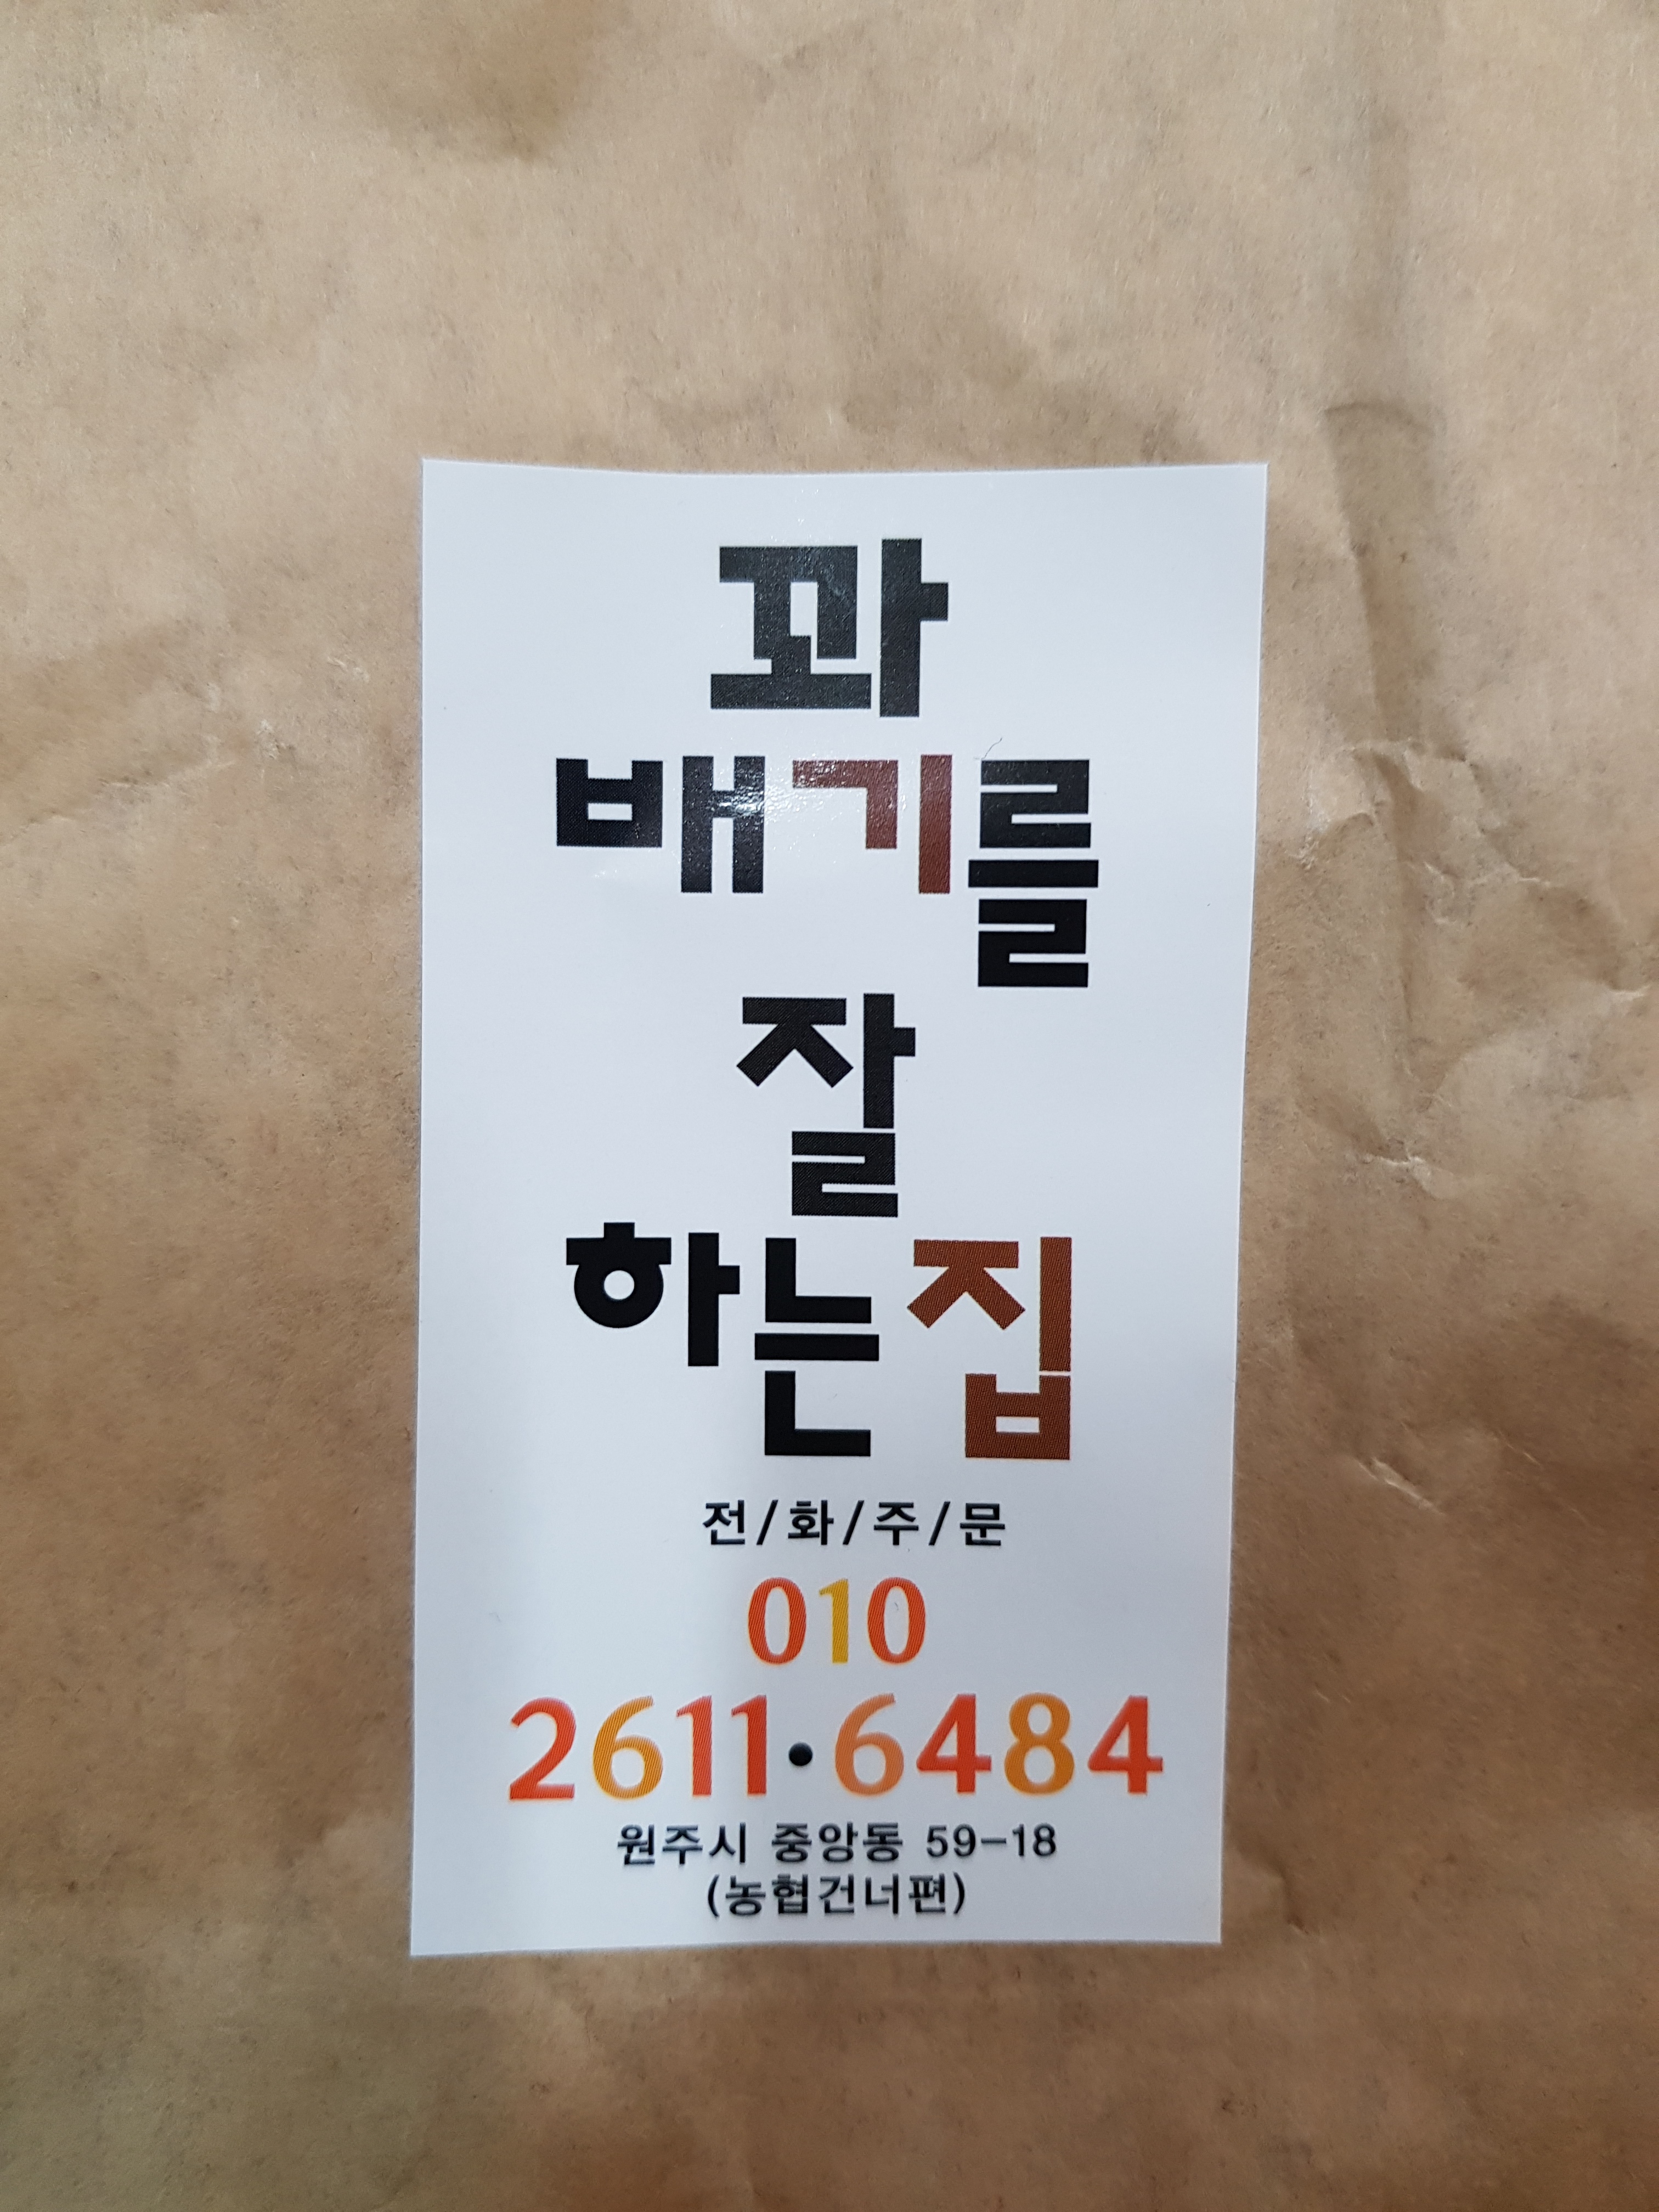 꽈
배기를
잘
하는집
전/화/주/문
010
2611·6484
원주시 중앙동 59-18
(농협건너편)